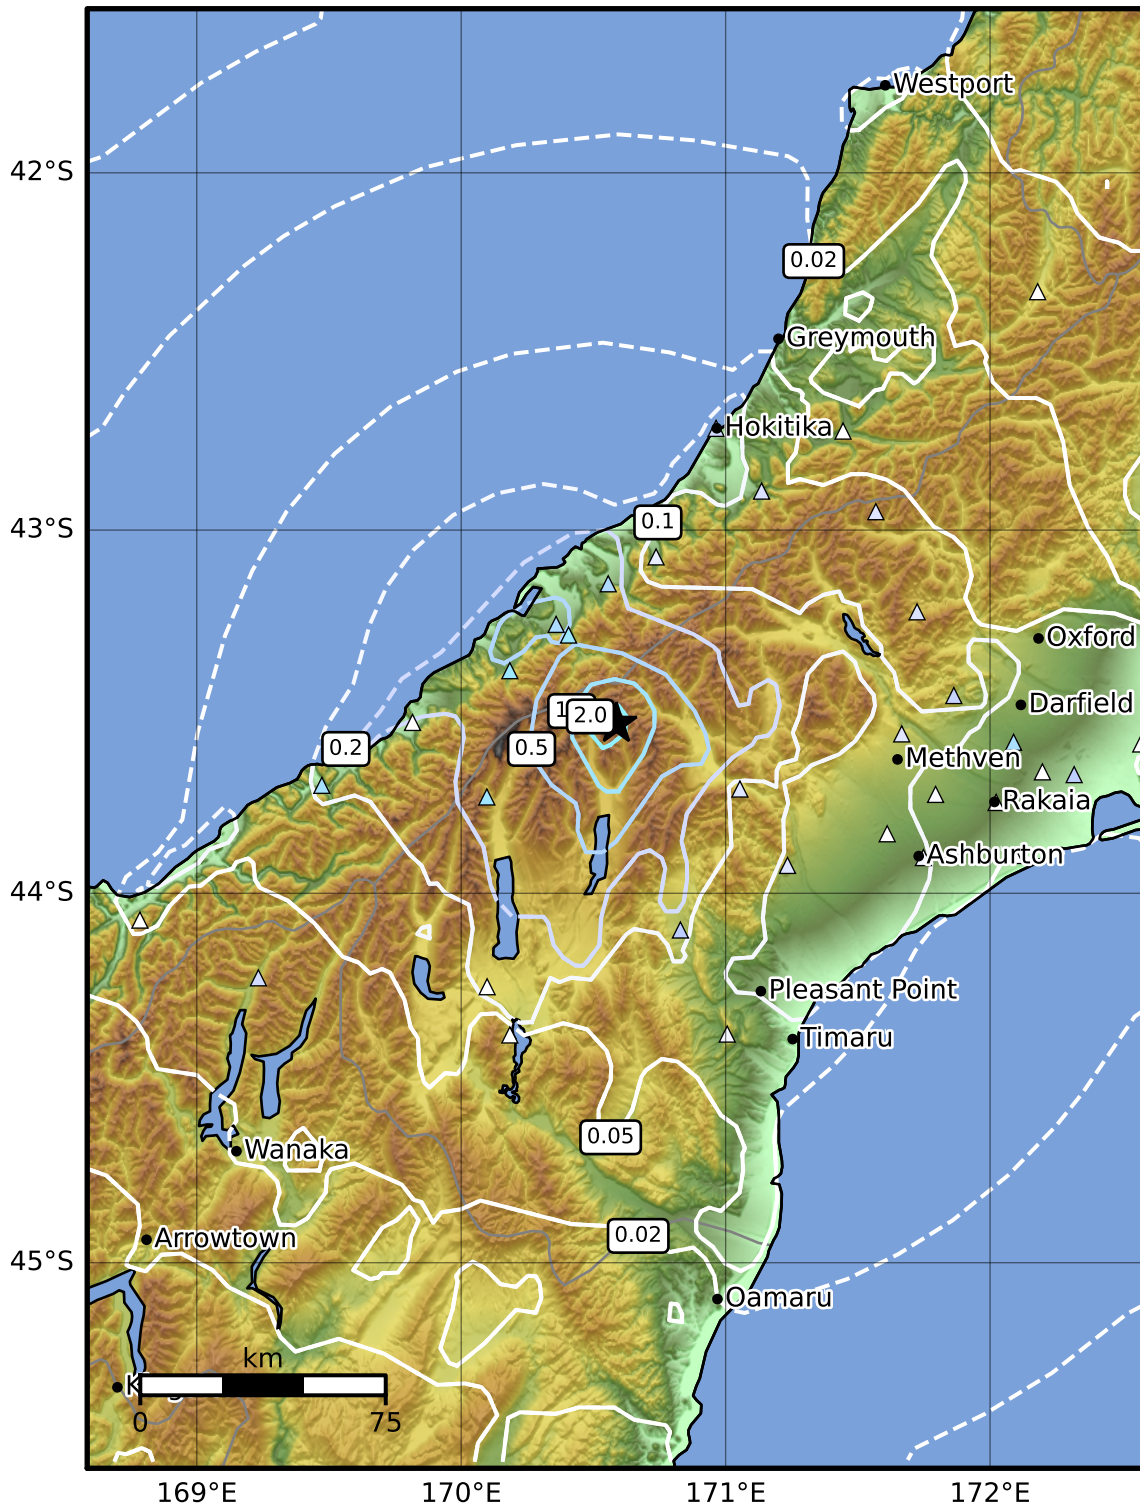 Westport
42°S
0.02
Greymouth
Hokitika
0.1
43°S
Oxford
Darfield
2.0
0.5
0.2
Methven
Rakaia
Ashburton
44°S
Pleasant Point
Timaru
0.05
Wanaka
0.02
Arrowtown
45°S
Oamaru
km
0
75
169°E
170°E
171°E
172°E